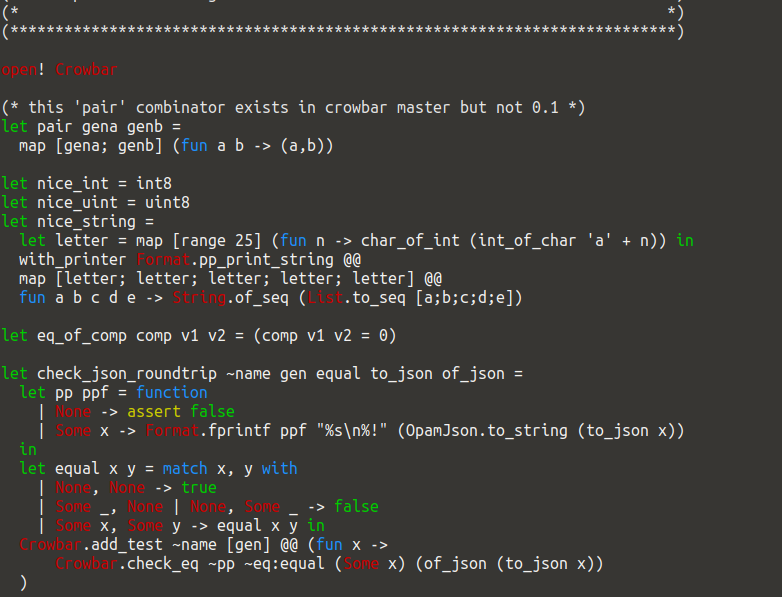 (*                                                                        *)
(**************************************************************************)

open! Crowbar

(* this 'pair' combinator exists in crowbar master but not 0.1 *)
let pair gena genb =
  map [gena; genb] (fun a b -> (a,b))

let nice_int = int8
let nice_uint = uint8
let nice_string =
  let letter = map [range 25] (fun n -> char_of_int (int_of_char 'a' + n)) in
  with_printer Format.pp_print_string @@
  map [letter; letter; letter; letter; letter] @@
  fun a b c d e -> String.of_seq (List.to_seq [a;b;c;d;e])

let eq_of_comp comp v1 v2 = (comp v1 v2 = 0)

let check_json_roundtrip ~name gen equal to_json of_json =
  let pp ppf = function
    | None -> assert false
    | Some x -> Format.fprintf ppf "%s\n%!" (OpamJson.to_string (to_json x))
  in
  let equal x y = match x, y with
    | None, None -> true
    | Some _, None | None, Some _ -> false
    | Some x, Some y -> equal x y in
  Crowbar.add_test ~name [gen] @@ (fun x ->
      Crowbar.check_eq ~pp ~eq:equal (Some x) (of_json (to_json x))
  )